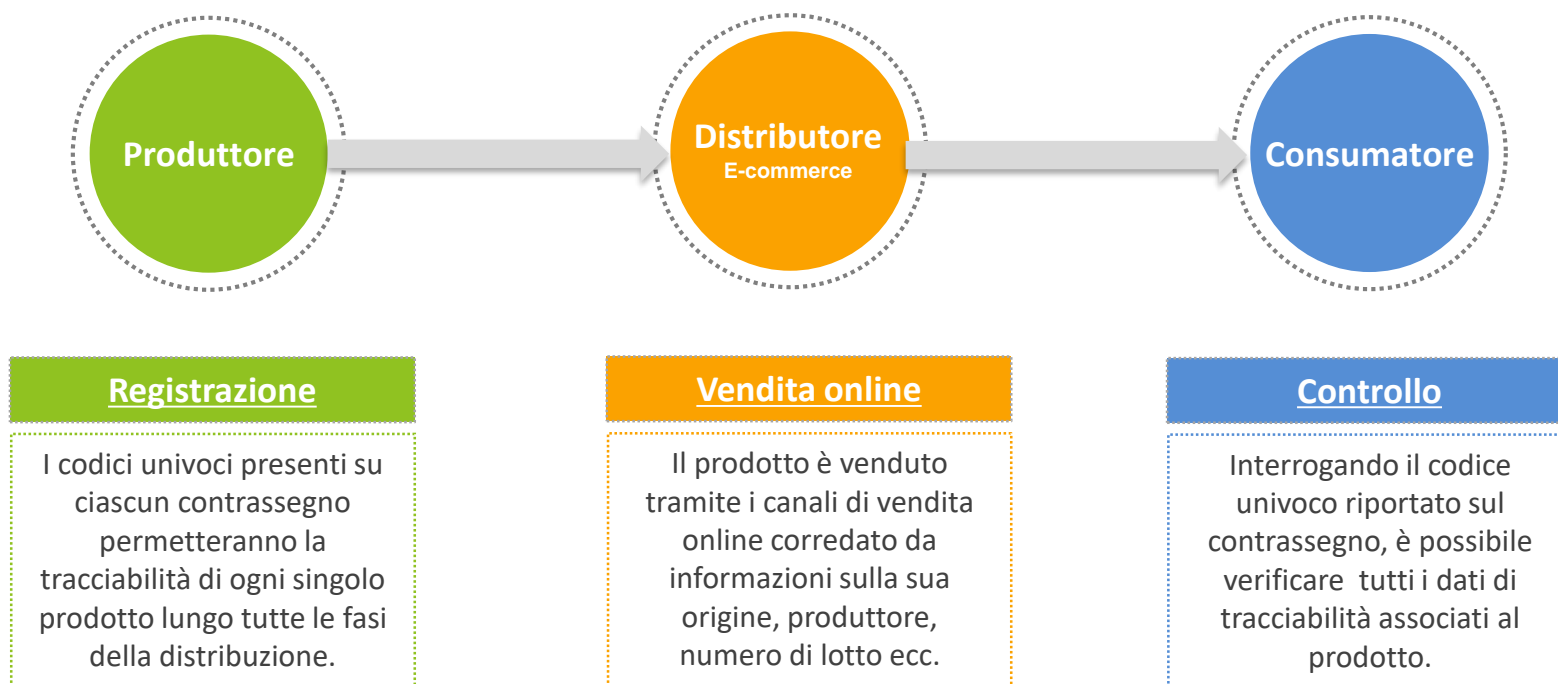 Produttore
Distributore
E-commerce
Consumatore
Registrazione
I codici univoci presenti su
ciascun contrassegno
permetteranno la
tracciabilità di ogni singolo
prodotto lungo tutte le fasi
della distribuzione.
Vendita online
Il prodotto è venduto
tramite i canali di vendita
online corredato da
informazioni sulla sua
origine, produttore,
numero di lotto ecc.
Controllo
Interrogando il codice
univoco riportato sul
contrassegno, è possibile
verificare  tutti i dati di
tracciabilità associati al
prodotto.